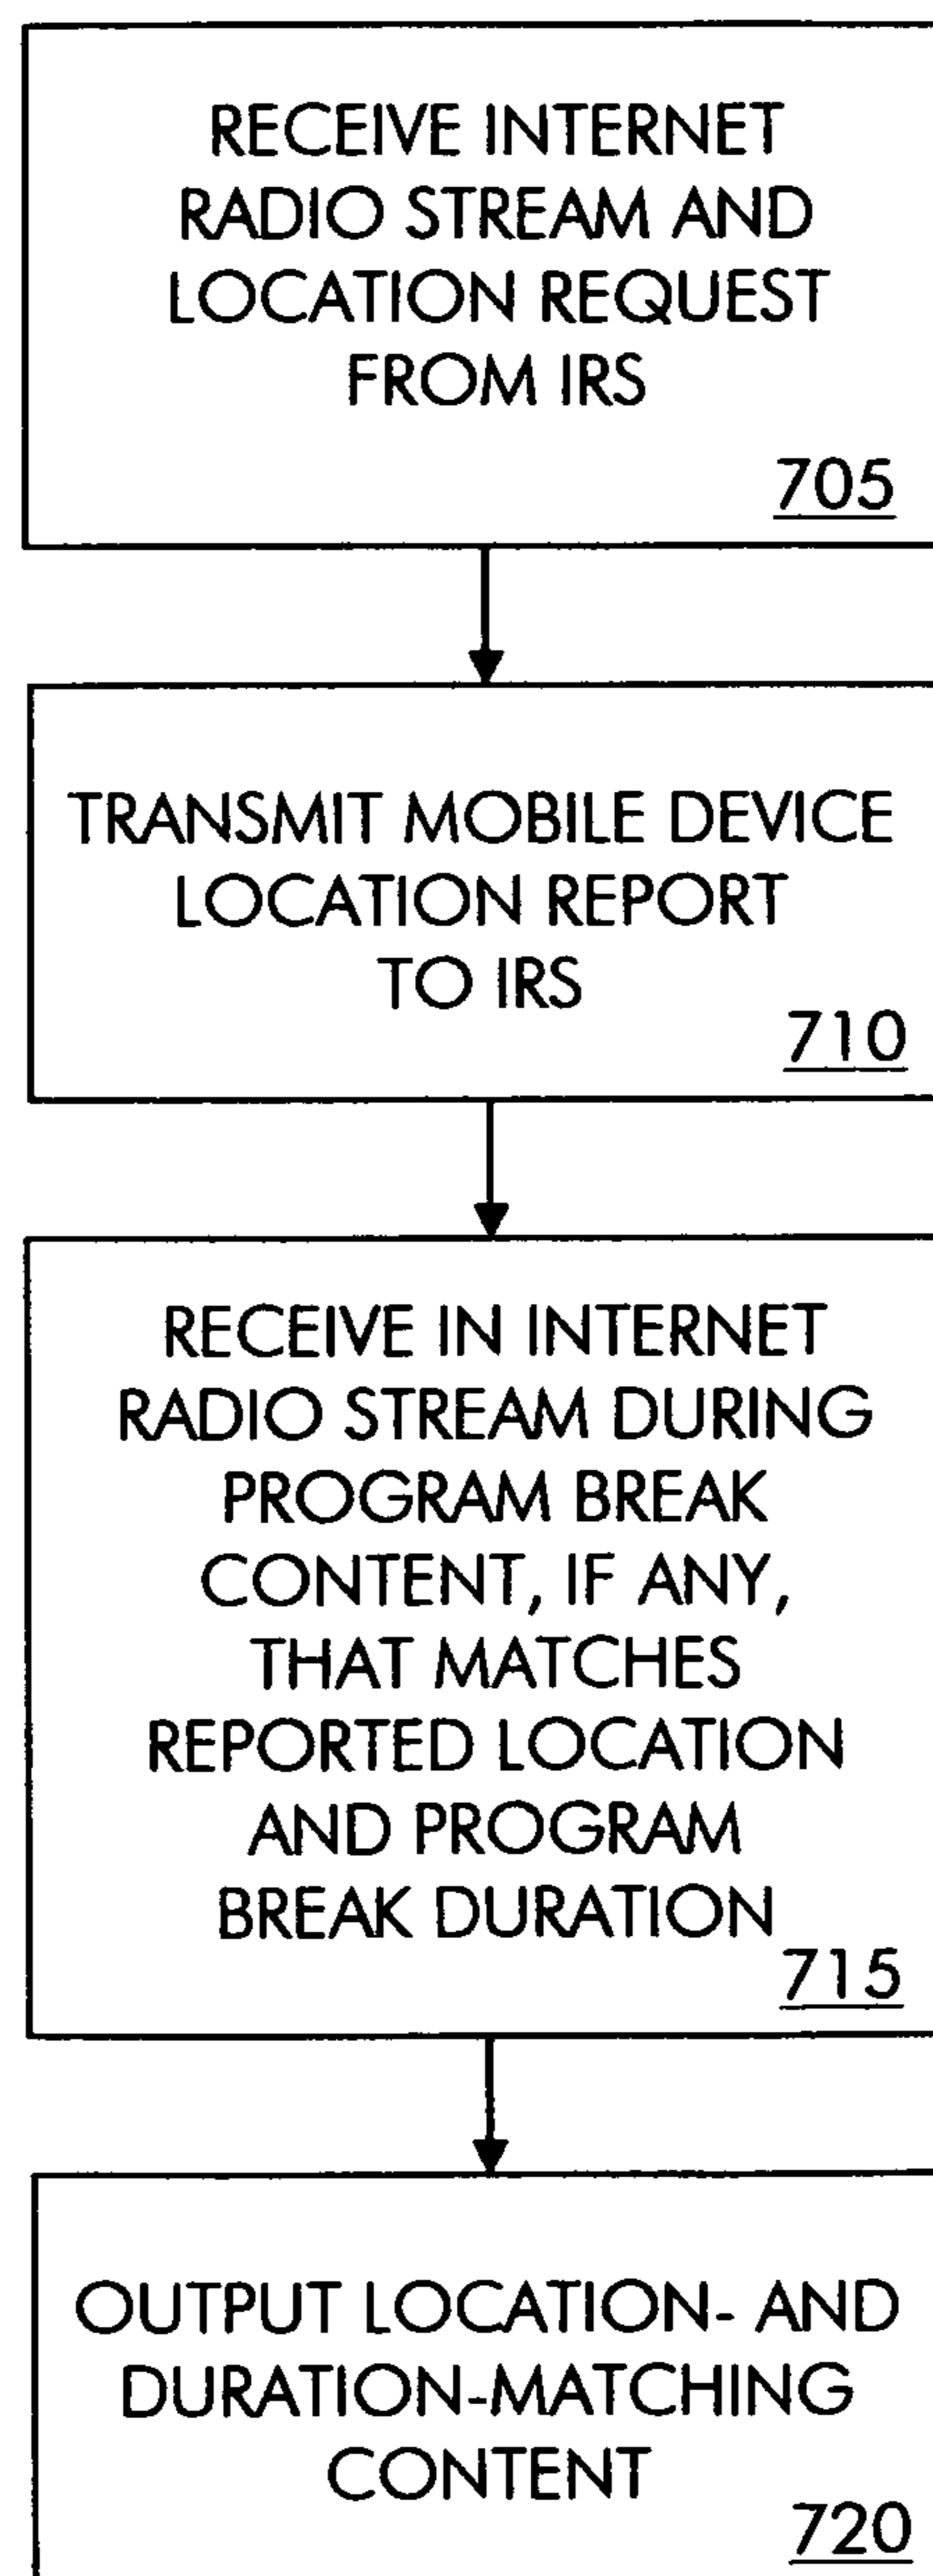 RECEIVE INTERNET
RADIO STREAM AND
LOCATION REQUEST
FROM IRS
705
TRANSMIT MOBILE DEVICE
LOCATION REPORT
TO IRS
710
RECEIVE IN INTERNET
RADIO STREAM DURING
PROGRAM BREAK
CONTENT, IF ANY,
THAT MATCHES
REPORTED LOCATION
AND PROGRAM
BREAK DURATION
715
OUTPUT LOCATION- AND
DURATION-MATCHING
CONTENT
720